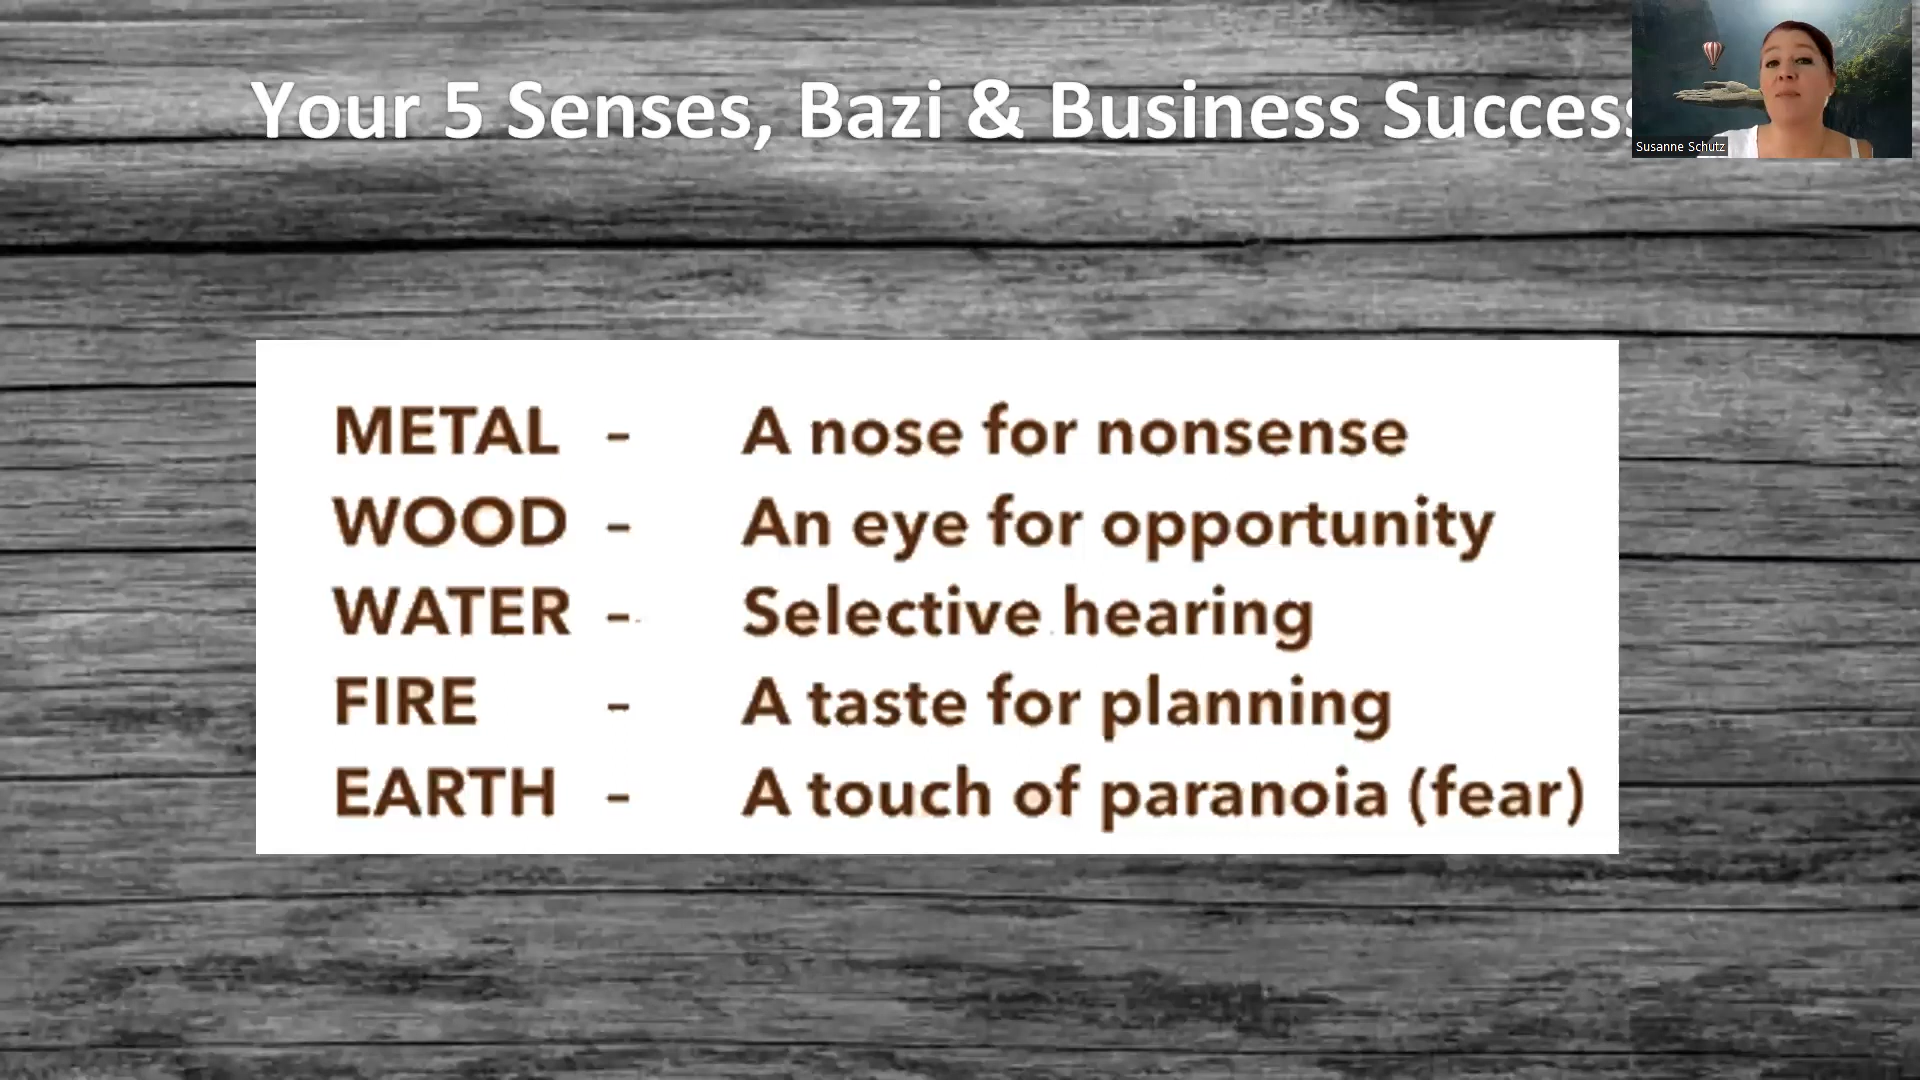 Your 5 Senses, Bazi & Business Success
Susanne Schutz
METAL - A nose for nonsense
WOOD - An eye for opportunity
WATER - Selective hearing
FIRE - A taste for planning
EARTH - A touch of paranoia (fear)